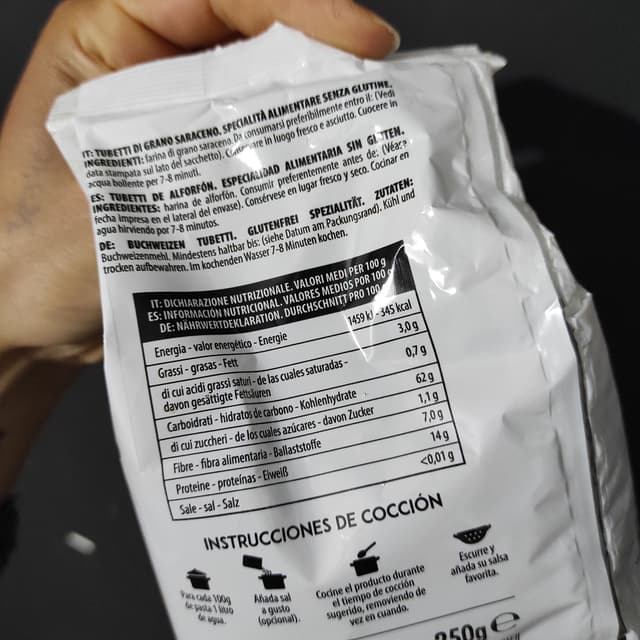 IT: TUBETTI DI GRANO SARACENO. SPECIALITÀ ALIMENTARE SENZA GLUTINE.
INGREDIENTI: farina di grano saraceno. Da consumarsi preferibilmente entro il: (Vedi
data stampata sul lato del sacchetto). in luogo fresco e asciutto. Cuocere in
acqua bollente per 7-8 minuti.
ES: TUBETTI DE ALFORFÓN. ESPECIALIDAD ALIMENTARIA SIN GLUTEN.
INGREDIENTES: harina de alforfón. Consumir preferentemente antes de: (Véase
fecha impresa en el lateral del envase). Consérvese en lugar fresco y seco. Cocinar en
agua hirviendo por 7-8 minutos.
DE: BUCHWEIZEN TUBETTI. GLUTENFREI SPEZIALITÄT. ZUTATEN:
Buchweizenmehl. Mindestens haltbar bis: (siehe Datum am Packungsrand). Kühl und
trocken aufbewahren. Im kochenden Wasser 7-8 Minuten kochen.
IT: DICHIARAZIONE NUTRIZIONALE. VALORI MEDI PER 100 g
ES: INFORMACIÓN NUTRICIONAL. VALORES MEDIOS POR 100 g
DE: NÄHRWERTDEKLARATION. DURCHSCHNITT PRO 100 g
Energia - valor energético - Energie 1459 kJ - 345 kcal
Grassi - grasas - Fett 3,0 g
di cui acidi grassi saturi - de las cuales saturadas -
davon gesättigte Fettsäuren 0,7 g
Carboidrati - hidratos de carbono - Kohlenhydrate 62 g
di cui zuccheri - de los cuales azúcares - davon Zucker 1,1 g
Fibre - fibra alimentaria - Ballaststoffe 7,0 g
Proteine - proteínas - Eiweiß 14 g
Sale - sal - Salz <0,01 g
INSTRUCCIONES DE COCCIÓN
Para cada 100g
de pasta 1 litro
de agua.
Añada sal
a gusto
(opcional).
Cocine el producto durante
el tiempo de cocción
sugerido, removiendo de
vez en cuando.
Escurre y
añada su salsa
favorita.
250g e